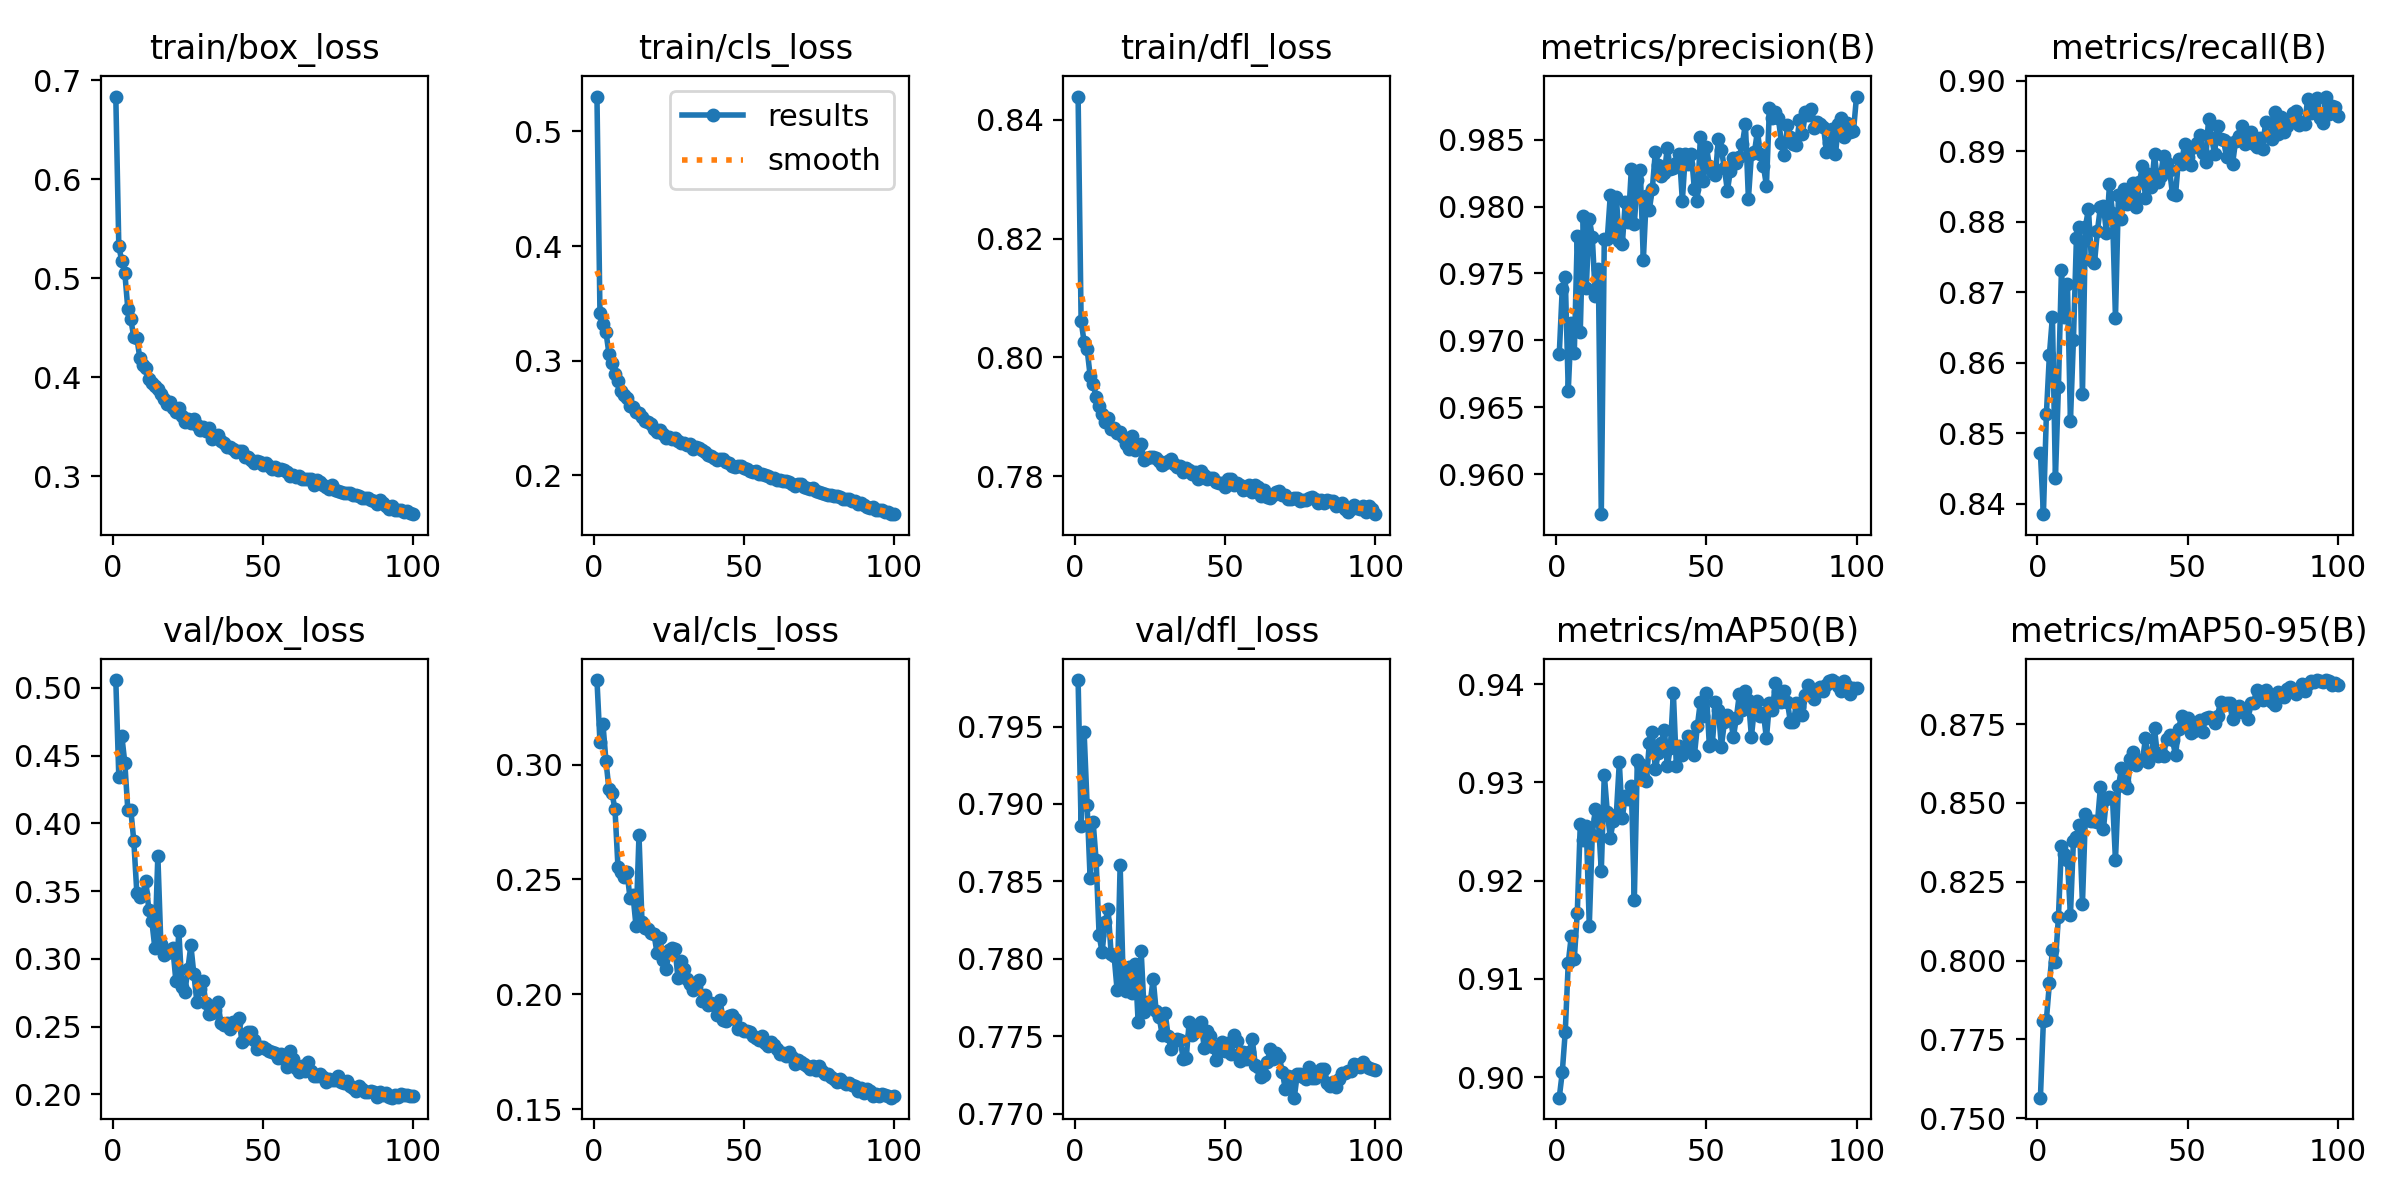 train/box_loss
0.7
0.6
0.5
0.4
0.3
0 50 100
train/cls_loss
results
smooth
0.5
0.4
0.3
0.2
0 50 100
train/dfl_loss
0.84
0.82
0.80
0.78
0 50 100
metrics/precision(B)
0.985
0.980
0.975
0.970
0.965
0.960
0 50 100
metrics/recall(B)
0.90
0.89
0.88
0.87
0.86
0.85
0.84
0 50 100
val/box_loss
0.50
0.45
0.40
0.35
0.30
0.25
0.20
0 50 100
val/cls_loss
0.30
0.25
0.20
0.15
0 50 100
val/dfl_loss
0.795
0.790
0.785
0.780
0.775
0.770
0 50 100
metrics/mAP50(B)
0.94
0.93
0.92
0.91
0.90
0 50 100
metrics/mAP50-95(B)
0.875
0.850
0.825
0.800
0.775
0.750
0 50 100